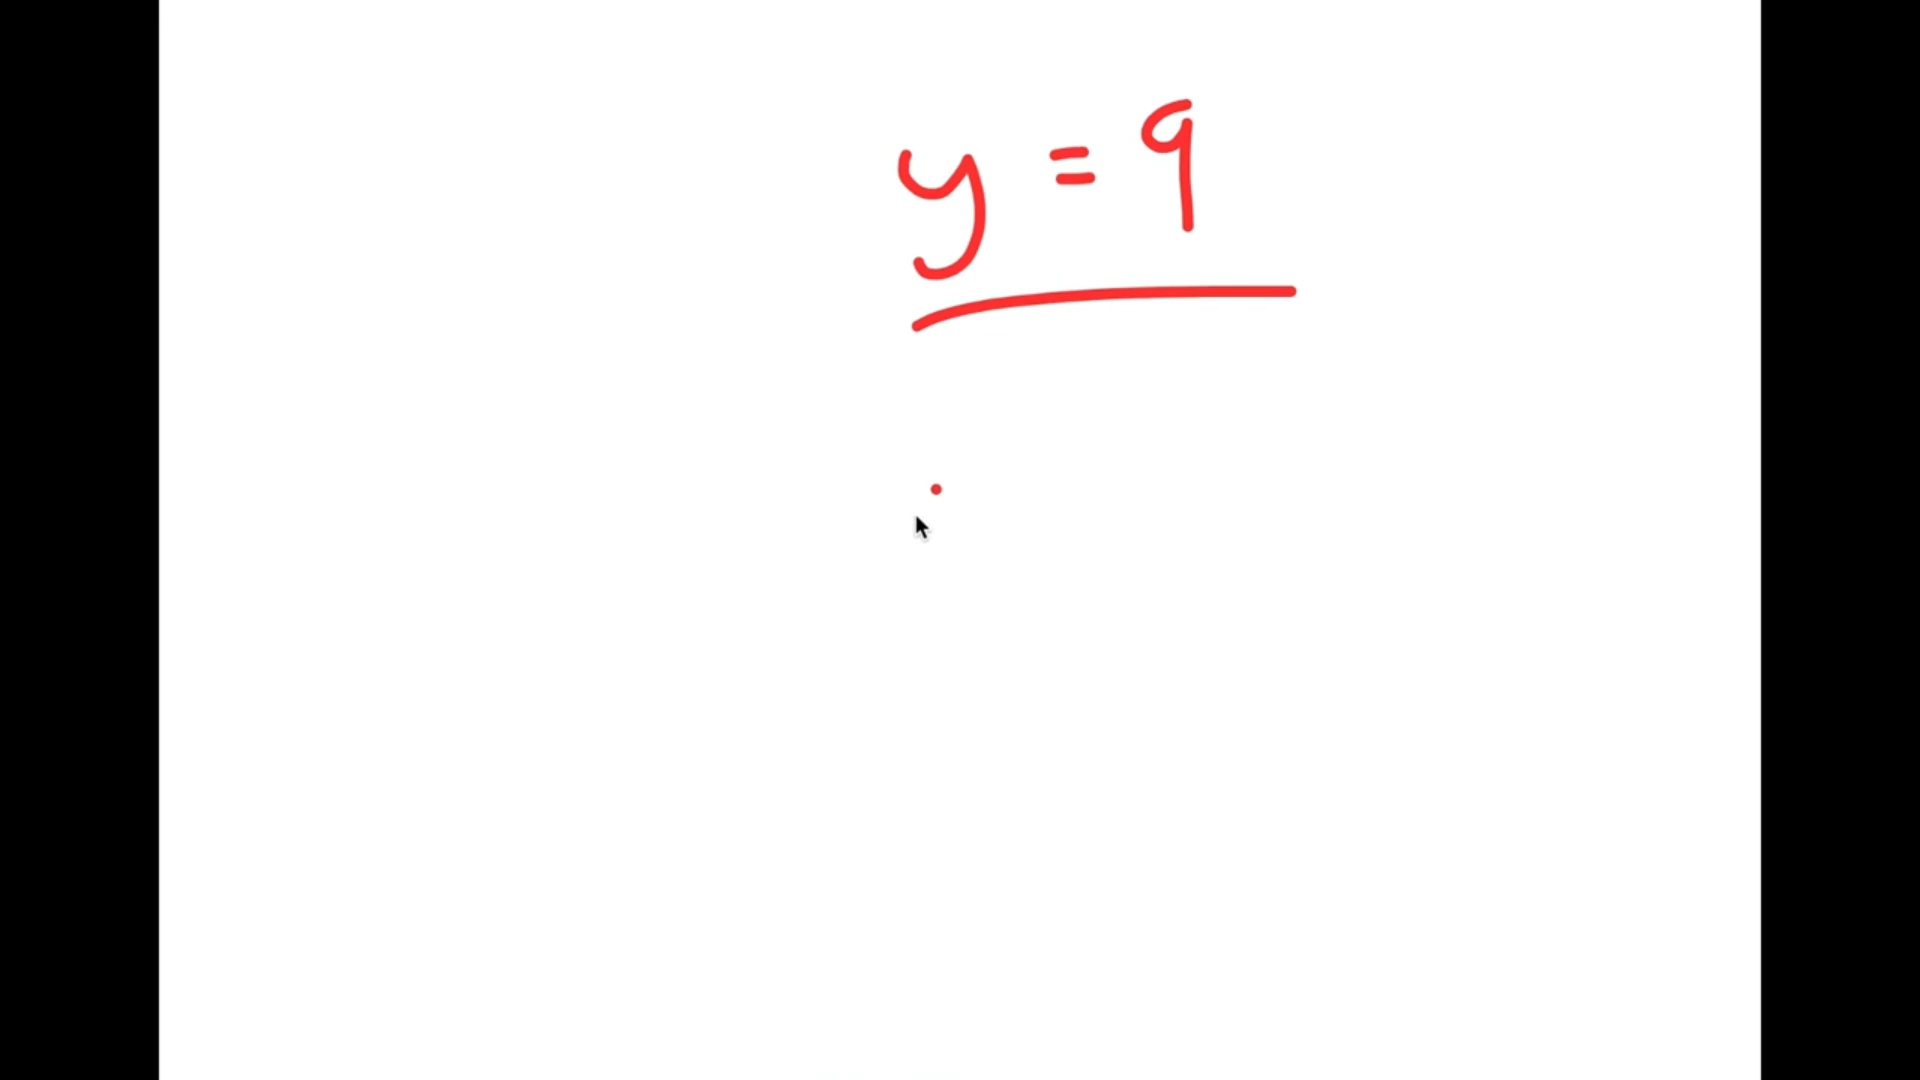 y = 9